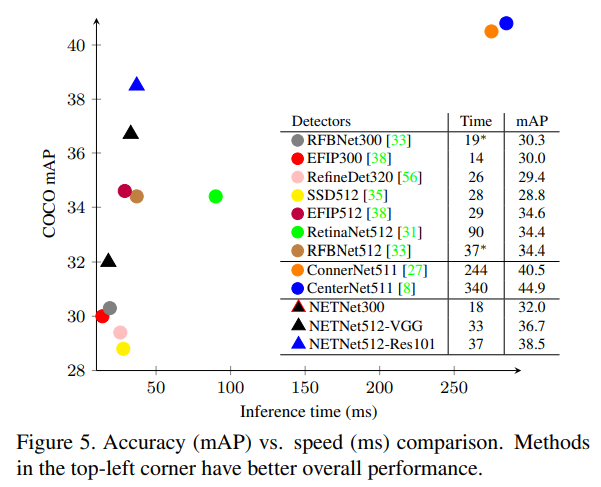 40
38
36
34
32
30
28
COCO mAP
50
100
150
200
250
Inference time (ms)
Detectors Time mAP
RFBNet300 [33] 19* 30.3
EFIP300 [38] 14 30.0
RefineDet320 [56] 26 29.4
SSD512 [35] 28 28.8
EFIP512 [38] 29 34.6
RetinaNet512 [31] 90 34.4
RFBNet512 [33] 37* 34.4
ConnerNet511 [27] 244 40.5
CenterNet511 [8] 340 44.9
NETNet300 18 32.0
NETNet512-VGG 33 36.7
NETNet512-Res101 37 38.5
Figure 5. Accuracy (mAP) vs. speed (ms) comparison. Methods
in the top-left corner have better overall performance.